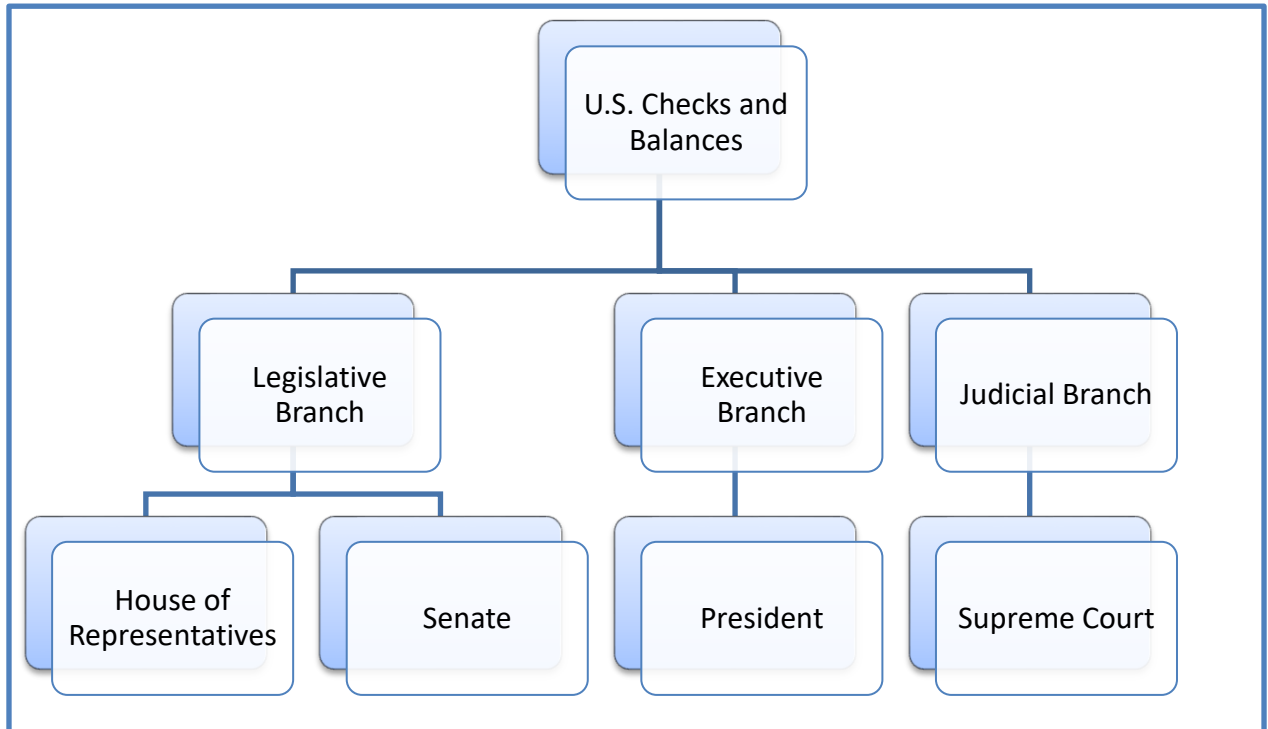 U.S. Checks and
Balances
Legislative
Branch
Executive
Branch
Judicial Branch
House of
Representatives
Senate
President
Supreme Court